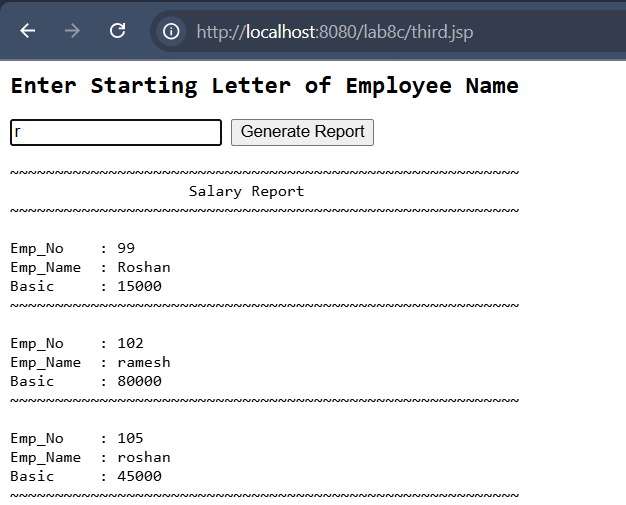 http://localhost:8080/lab8c/third.jsp
Enter Starting Letter of Employee Name
r Generate Report
~~~~~~~~~~~~~~~~~~~~~~~~~~~~~~~~~~~~~~~~~~~~~~~~~~~~~~~~~
Salary Report
~~~~~~~~~~~~~~~~~~~~~~~~~~~~~~~~~~~~~~~~~~~~~~~~~~~~~~~~~
Emp_No    : 99
Emp_Name  : Roshan
Basic     : 15000
~~~~~~~~~~~~~~~~~~~~~~~~~~~~~~~~~~~~~~~~~~~~~~~~~~~~~~~~~
Emp_No    : 102
Emp_Name  : ramesh
Basic     : 80000
~~~~~~~~~~~~~~~~~~~~~~~~~~~~~~~~~~~~~~~~~~~~~~~~~~~~~~~~~
Emp_No    : 105
Emp_Name  : roshan
Basic     : 45000
~~~~~~~~~~~~~~~~~~~~~~~~~~~~~~~~~~~~~~~~~~~~~~~~~~~~~~~~~